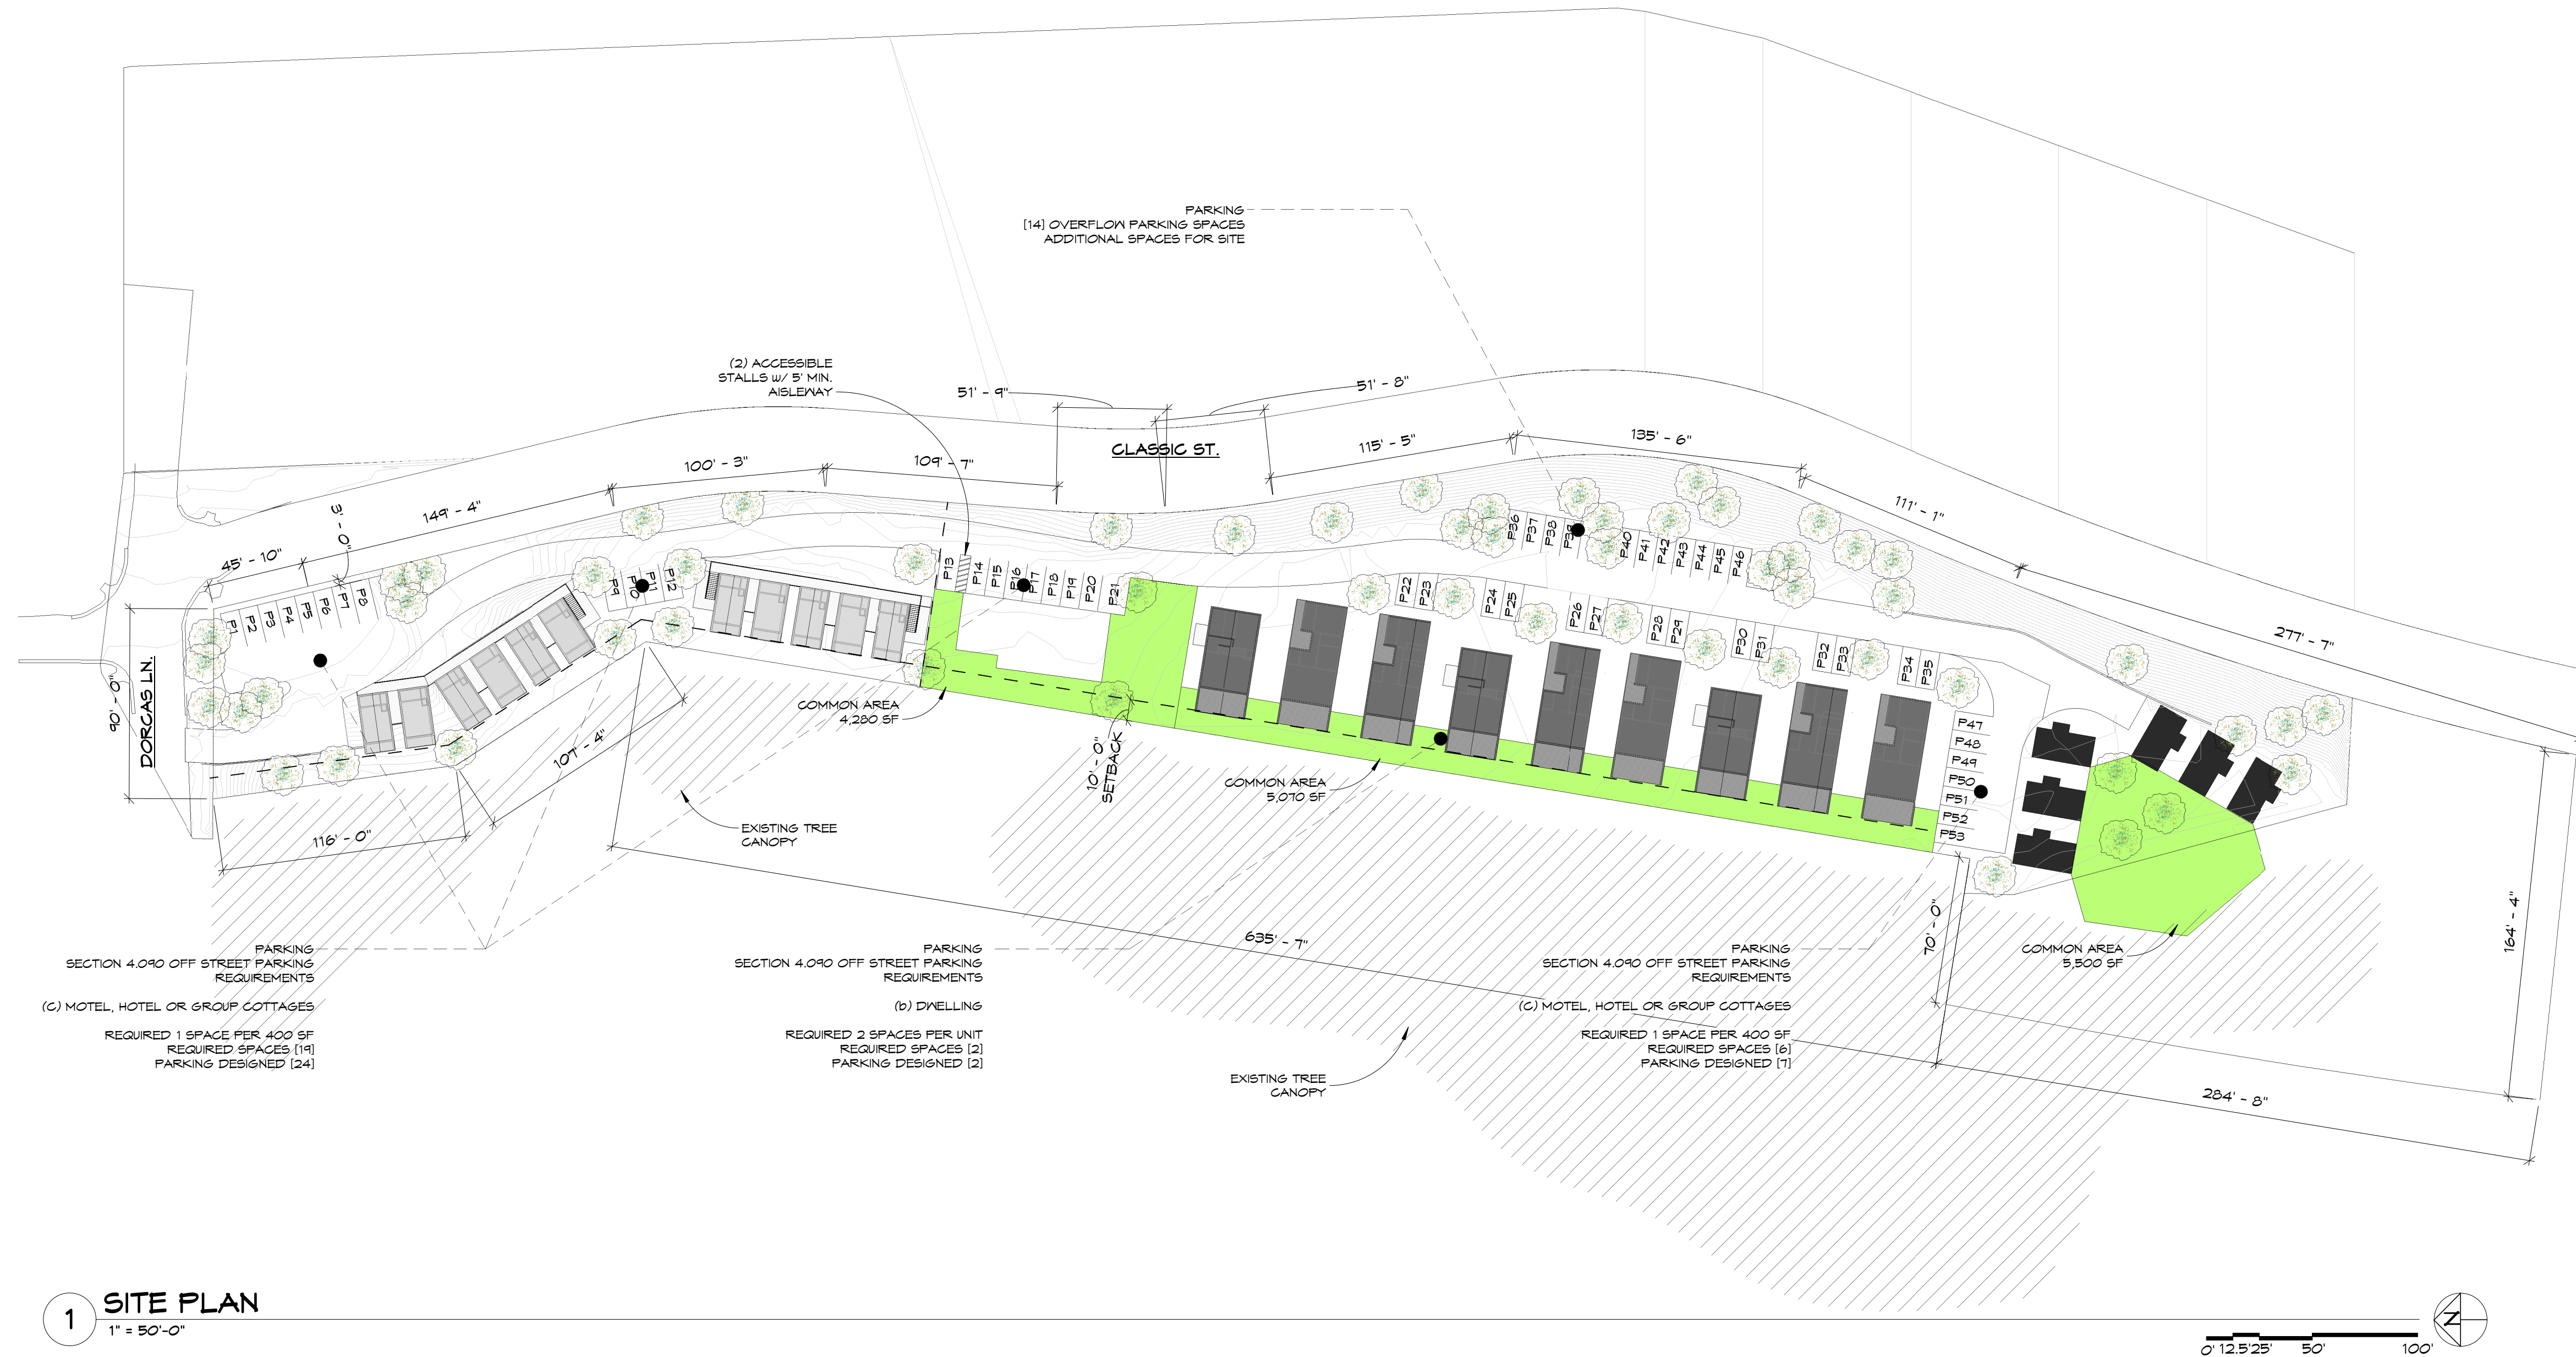 PARKING
[14] OVERFLOW PARKING SPACES
ADDITIONAL SPACES FOR SITE
(2) ACCESSIBLE
STALLS W/ 5' MIN.
AISLEWAY
51' - 9"
51' - 8"
CLASSIC ST.
45' - 10"
3' - 0"
149' - 4"
100' - 3"
109' - 7"
115' - 5"
135' - 6"
111' - 1"
277' - 7"
P1
P2
P3
P4
P5
P6
P7
P8
P9
P10
P11
P12
P13
P14
P15
P16
P17
P18
P19
P20
P21
P22
P23
P24
P25
P26
P27
P28
P29
P30
P31
P32
P33
P34
P35
P36
P37
P38
P39
P40
P41
P42
P43
P44
P45
P46
P47
P48
P49
P50
P51
P52
P53
90' - 0"
DORCAS LN.
116' - 0"
107' - 4"
COMMON AREA
4,280 SF
10' - 0"
SETBACK
COMMON AREA
5,070 SF
EXISTING TREE
CANOPY
635' - 7"
70' - 0"
COMMON AREA
5,500 SF
164' - 4"
284' - 8"
PARKING
SECTION 4.090 OFF STREET PARKING
REQUIREMENTS
(C) MOTEL, HOTEL OR GROUP COTTAGES
REQUIRED 1 SPACE PER 400 SF
REQUIRED SPACES [19]
PARKING DESIGNED [24]
PARKING
SECTION 4.090 OFF STREET PARKING
REQUIREMENTS
(b) DWELLING
REQUIRED 2 SPACES PER UNIT
REQUIRED SPACES [2]
PARKING DESIGNED [2]
PARKING
SECTION 4.090 OFF STREET PARKING
REQUIREMENTS
(C) MOTEL, HOTEL OR GROUP COTTAGES
REQUIRED 1 SPACE PER 400 SF
REQUIRED SPACES [6]
PARKING DESIGNED [7]
EXISTING TREE
CANOPY
1
SITE PLAN
1" = 50'-0"
0' 12.5' 25' 50' 100'
N